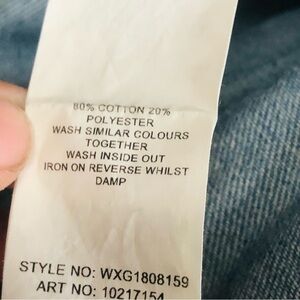 80% COTTON 20%
POLYESTER
WASH SIMILAR COLOURS
TOGETHER
WASH INSIDE OUT
IRON ON REVERSE WHILST
DAMP
STYLE NO: WXG1808159
ART NO: 10217154